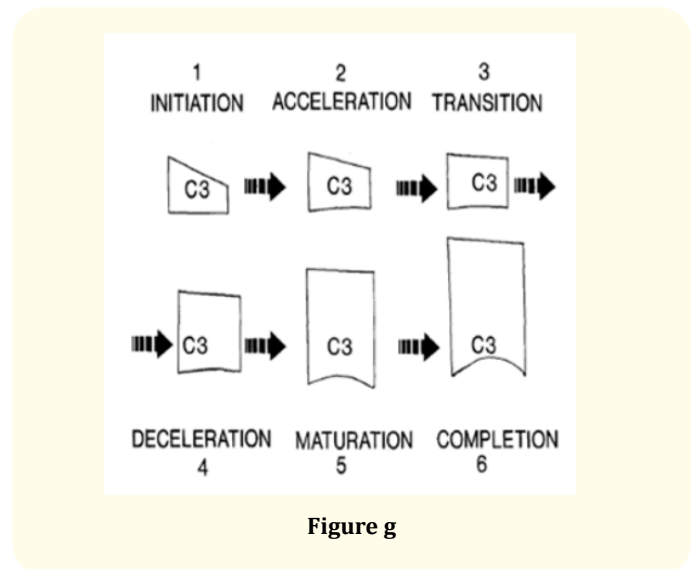 1 2 3
INITIATION ACCELERATION TRANSITION
C3 C3 C3
C3 C3 C3
DECELERATION MATURATION COMPLETION
4 5 6
Figure g